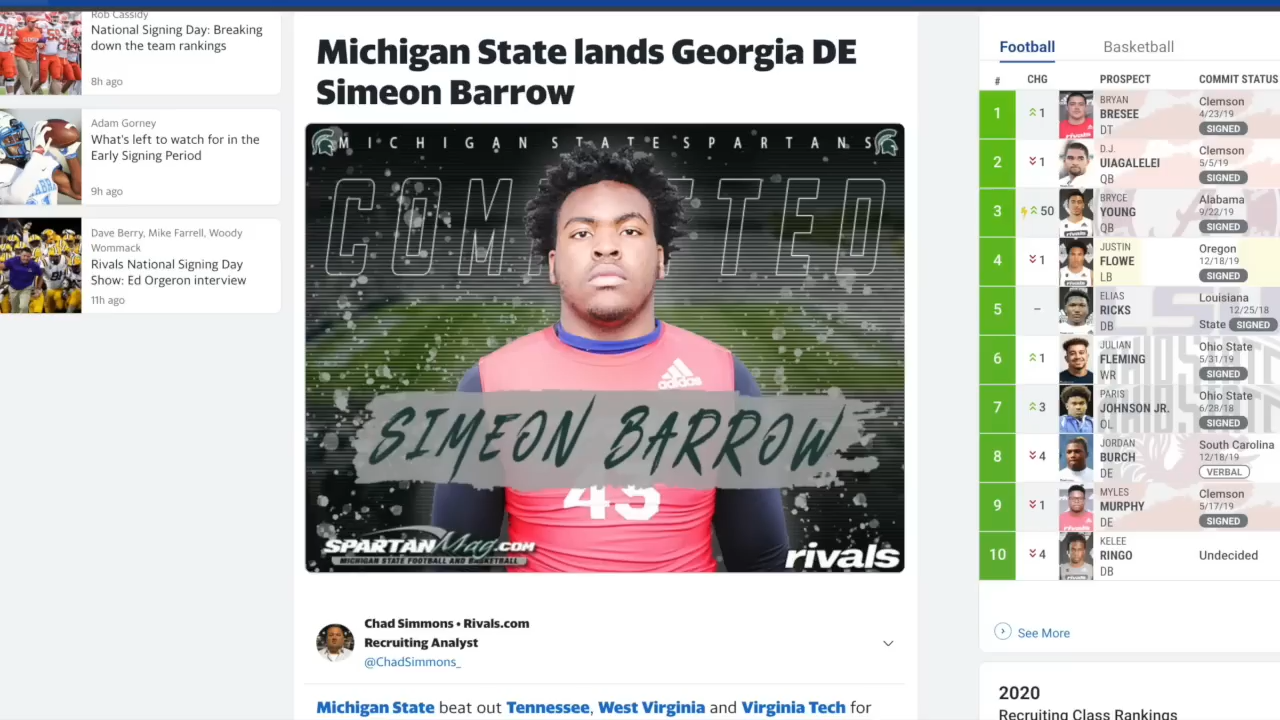 Rob Cassidy
National Signing Day: Breaking
down the team rankings
8h ago
Adam Gorney
What's left to watch for in the
Early Signing Period
9h ago
Dave Berry, Mike Farrell, Woody
Wommack
Rivals National Signing Day
Show: Ed Orgeron interview
11h ago
Michigan State lands Georgia DE
Simeon Barrow
MICHIGAN STATE SPARTANS
COM TED
SIMEON BARROW
45
SPARTANMag.COM
MICHIGAN STATE FOOTBALL AND BASKETBALL
rivals
Chad Simmons • Rivals.com
Recruiting Analyst
@ChadSimmons_
Michigan State beat out Tennessee, West Virginia and Virginia Tech for
Football Basketball
# CHG PROSPECT COMMIT STATUS
1 1 BRYAN BRESEE DT Clemson 4/23/19 SIGNED
2 1 D.J. UIAGALELEI QB Clemson 5/5/19 SIGNED
3 50 BRYCE YOUNG QB Alabama 9/22/19 SIGNED
4 1 JUSTIN FLOWE LB Oregon 12/18/19 SIGNED
5 – ELIAS RICKS DB Louisiana State 12/25/18 SIGNED
6 1 JULIAN FLEMING WR Ohio State 5/31/19 SIGNED
7 3 PARIS JOHNSON JR. OL Ohio State 6/28/18 SIGNED
8 4 JORDAN BURCH DE South Carolina 12/18/19 VERBAL
9 1 MYLES MURPHY DE Clemson 5/17/19 SIGNED
10 4 KELEE RINGO DB Undecided
See More
2020
Recruiting Class Rankings